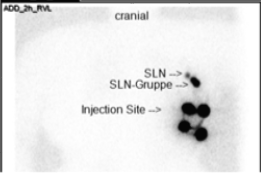 ADD_2h_RVL
cranial
SLN -->
SLN-Gruppe -->
Injection Site -->